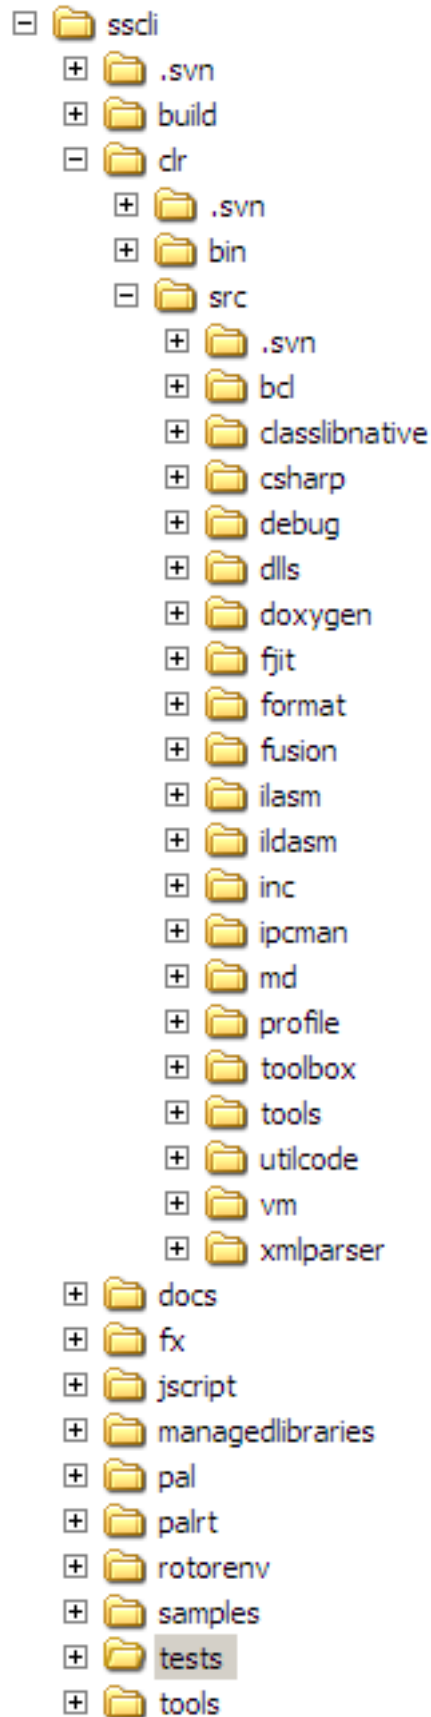 sscli
.svn
build
clr
.svn
bin
src
.svn
bcl
classlibnative
csharp
debug
dlls
doxygen
fjit
format
fusion
ilasm
ildasm
inc
ipcman
md
profile
toolbox
tools
utilcode
vm
xmlparser
docs
fx
jscript
managedlibraries
pal
palrt
rotorenv
samples
tests
tools